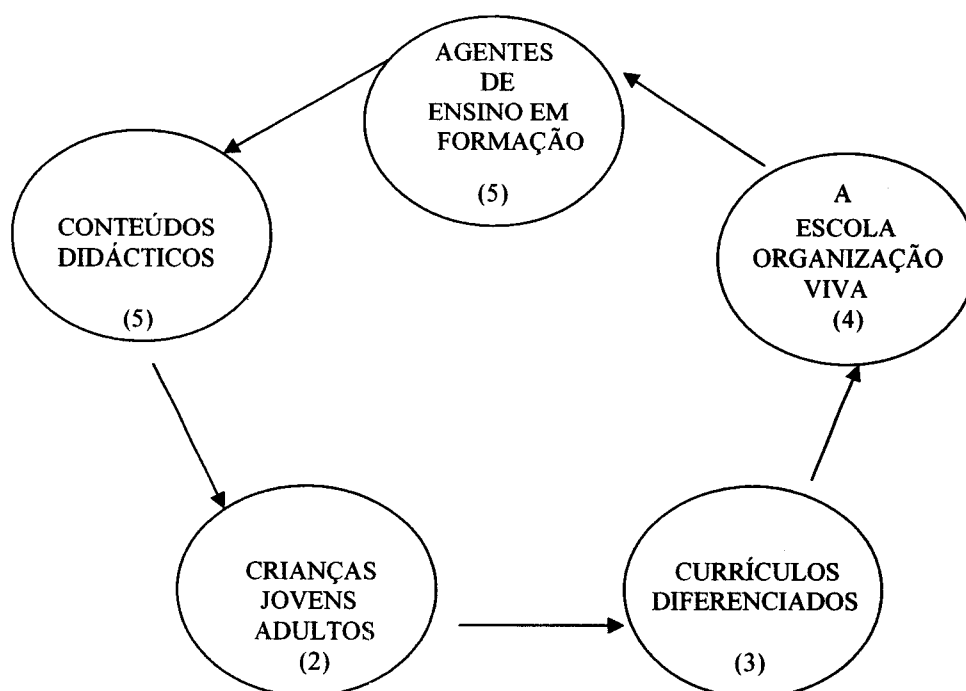 AGENTES
DE
ENSINO EM
FORMAÇÃO
(5)
CONTEÚDOS
DIDÁCTICOS
(5)
A
ESCOLA
ORGANIZAÇÃO
VIVA
(4)
CRIANÇAS
JOVENS
ADULTOS
(2)
CURRÍCULOS
DIFERENCIADOS
(3)